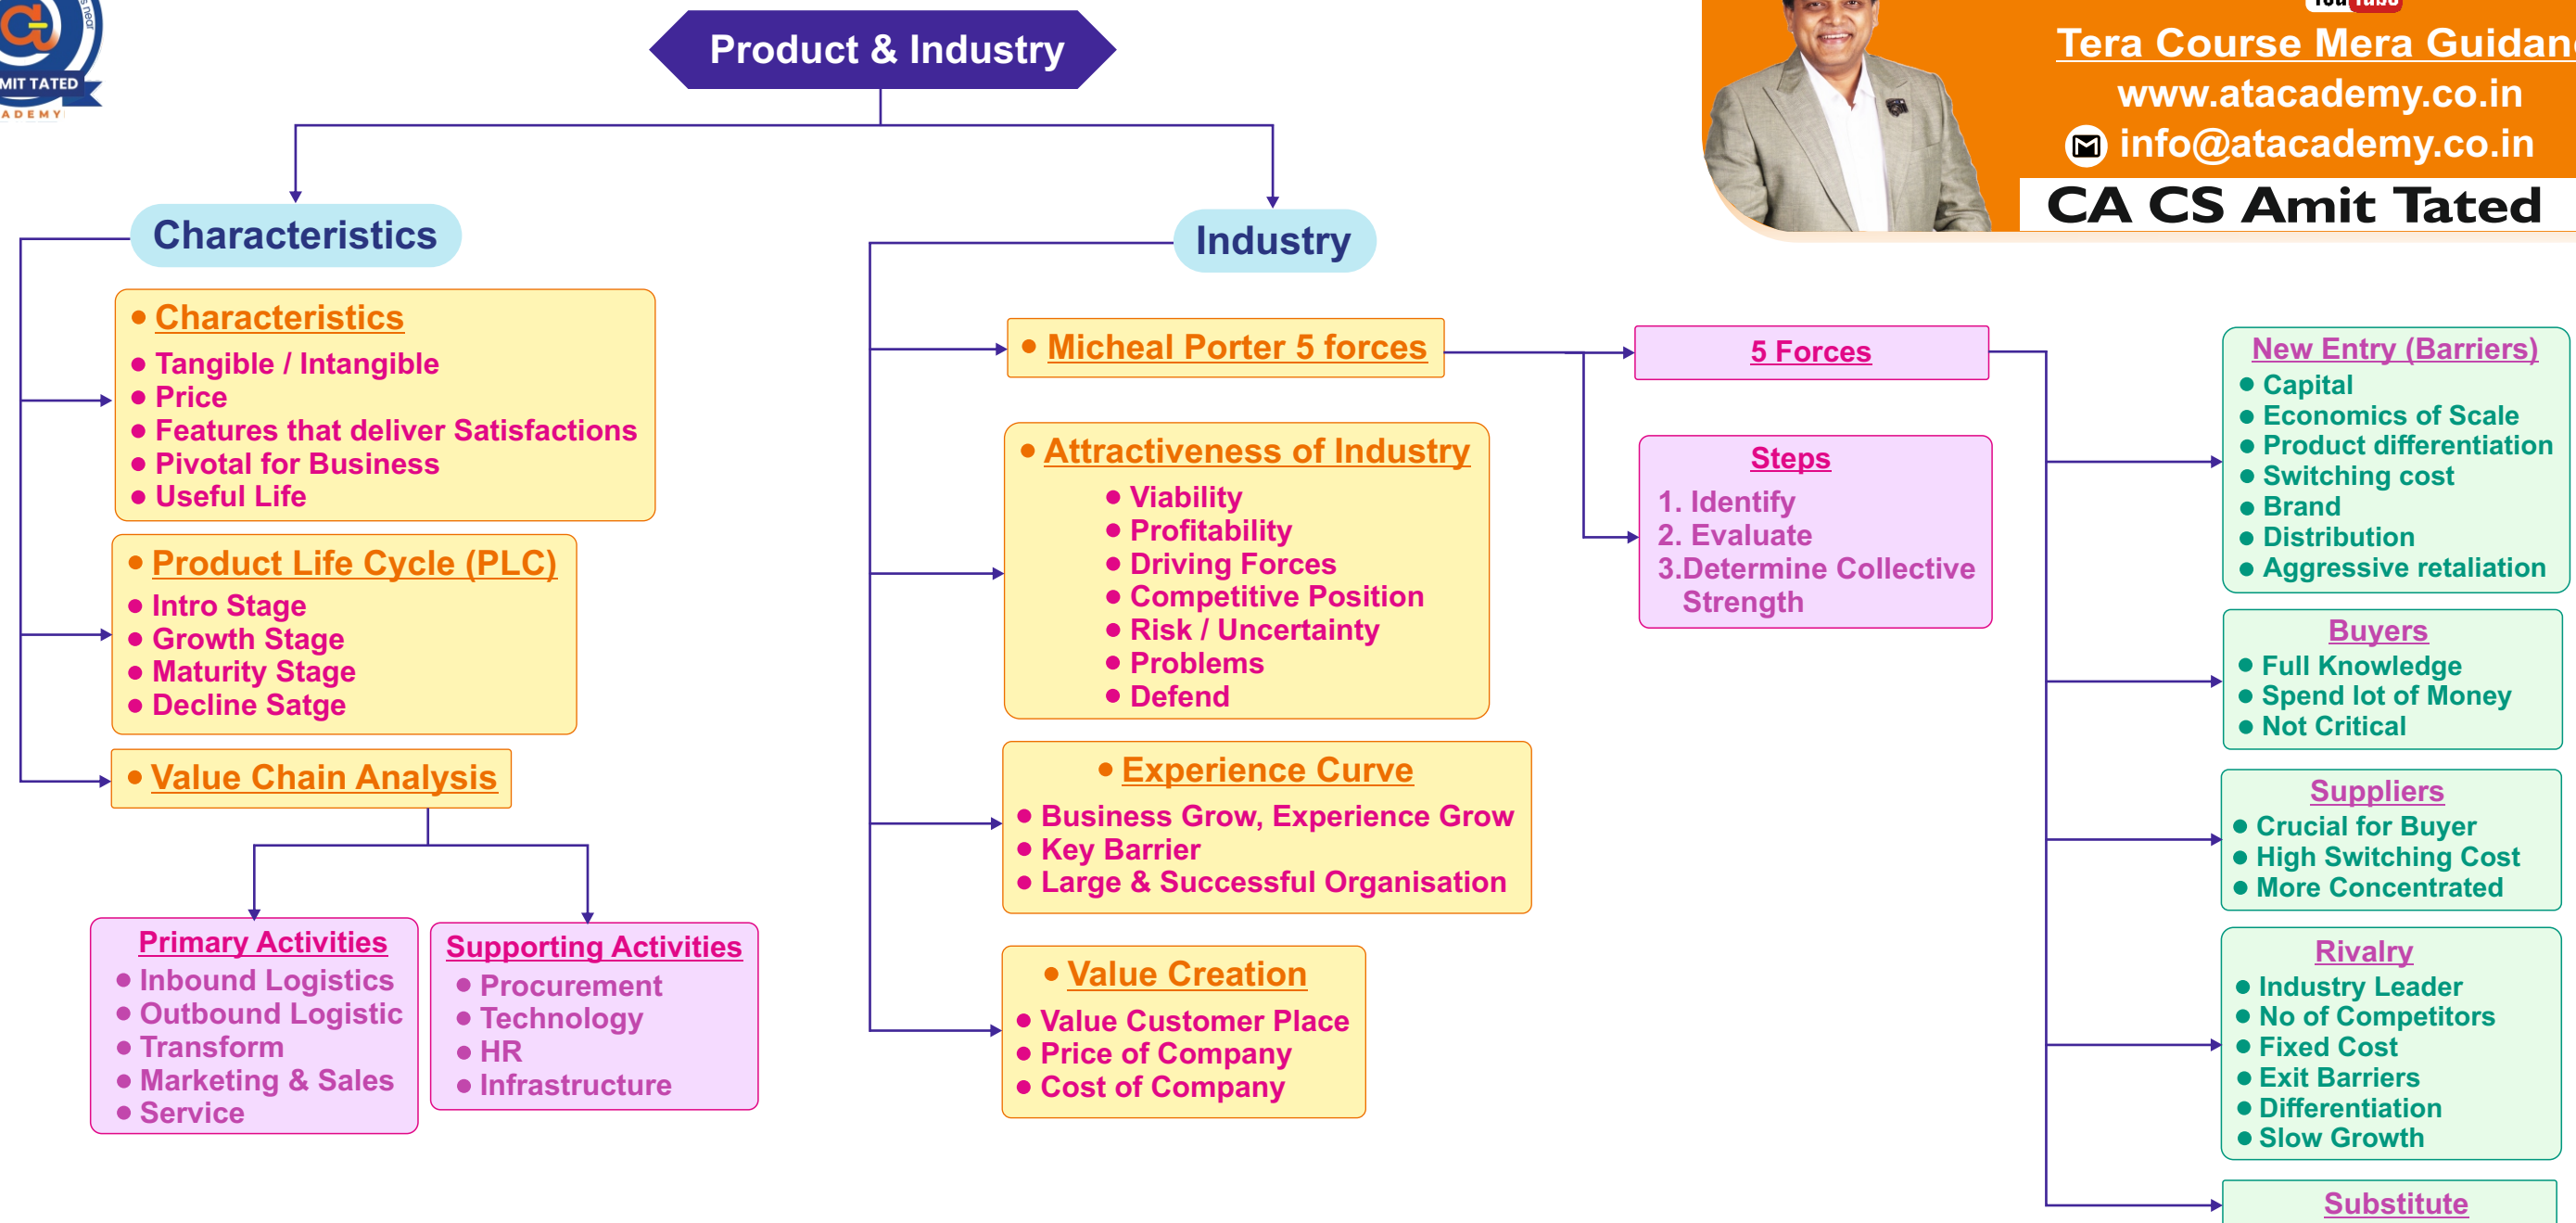 s near
MIT TATED
ADEMY
Product & Industry
YouTube
Tera Course Mera Guidan
www.atacademy.co.in
info@atacademy.co.in
CA CS Amit Tated
Characteristics
• Characteristics
• Tangible / Intangible
• Price
• Features that deliver Satisfactions
• Pivotal for Business
• Useful Life
• Product Life Cycle (PLC)
• Intro Stage
• Growth Stage
• Maturity Stage
• Decline Satge
• Value Chain Analysis
Primary Activities
• Inbound Logistics
• Outbound Logistic
• Transform
• Marketing & Sales
• Service
Supporting Activities
• Procurement
• Technology
• HR
• Infrastructure
Industry
• Micheal Porter 5 forces
• Attractiveness of Industry
• Viability
• Profitability
• Driving Forces
• Competitive Position
• Risk / Uncertainty
• Problems
• Defend
• Experience Curve
• Business Grow, Experience Grow
• Key Barrier
• Large & Successful Organisation
• Value Creation
• Value Customer Place
• Price of Company
• Cost of Company
5 Forces
Steps
1. Identify
2. Evaluate
3.Determine Collective
Strength
New Entry (Barriers)
• Capital
• Economics of Scale
• Product differentiation
• Switching cost
• Brand
• Distribution
• Aggressive retaliation
Buyers
• Full Knowledge
• Spend lot of Money
• Not Critical
Suppliers
• Crucial for Buyer
• High Switching Cost
• More Concentrated
Rivalry
• Industry Leader
• No of Competitors
• Fixed Cost
• Exit Barriers
• Differentiation
• Slow Growth
Substitute